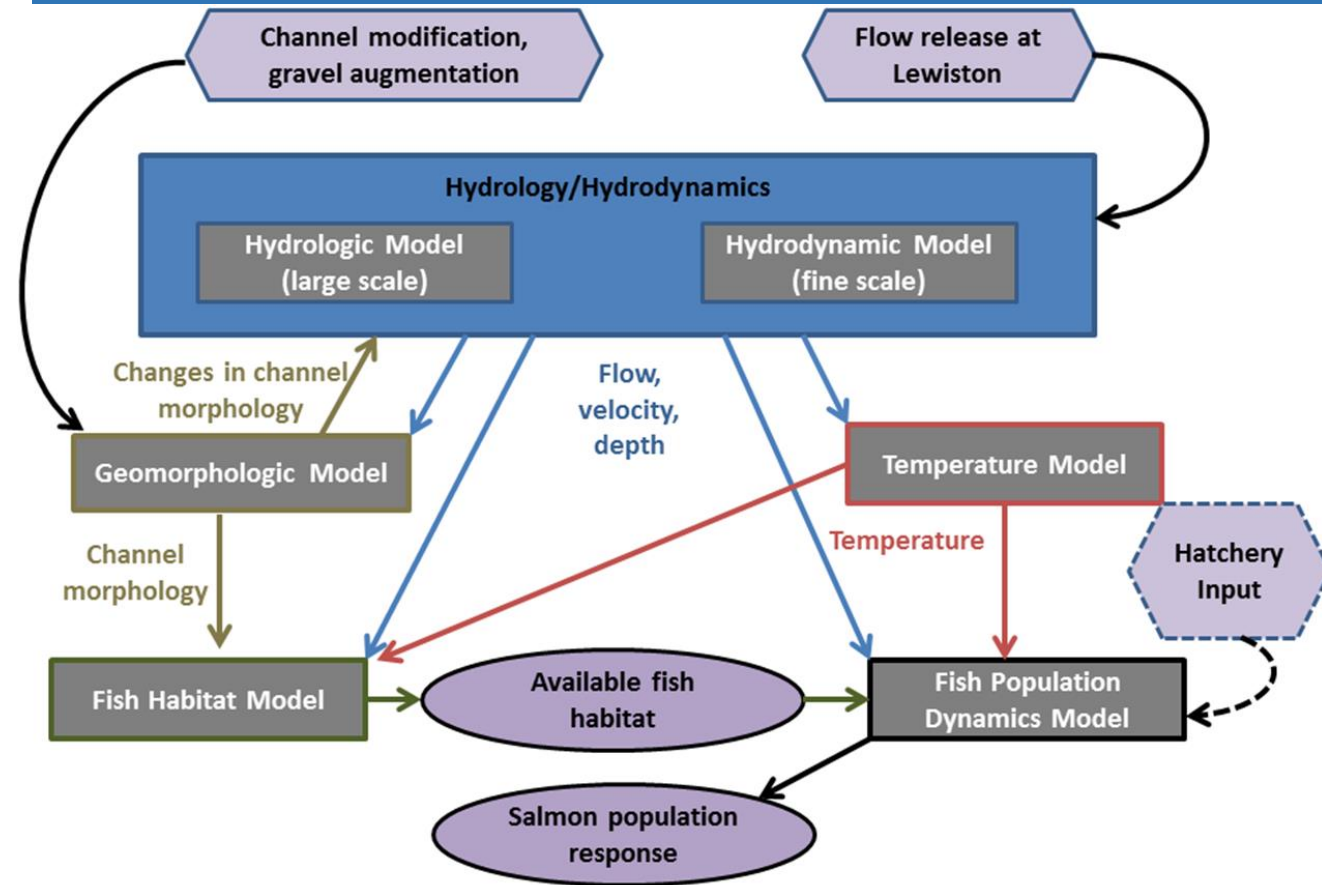 Channel modification,
gravel augmentation
Flow release at
Lewiston
Hydrology/Hydrodynamics
Hydrologic Model
(large scale)
Hydrodynamic Model
(fine scale)
Changes in channel
morphology
Flow,
velocity,
depth
Geomorphologic Model
Temperature Model
Channel
morphology
Temperature
Hatchery
Input
Fish Habitat Model
Available fish
habitat
Fish Population
Dynamics Model
Salmon population
response